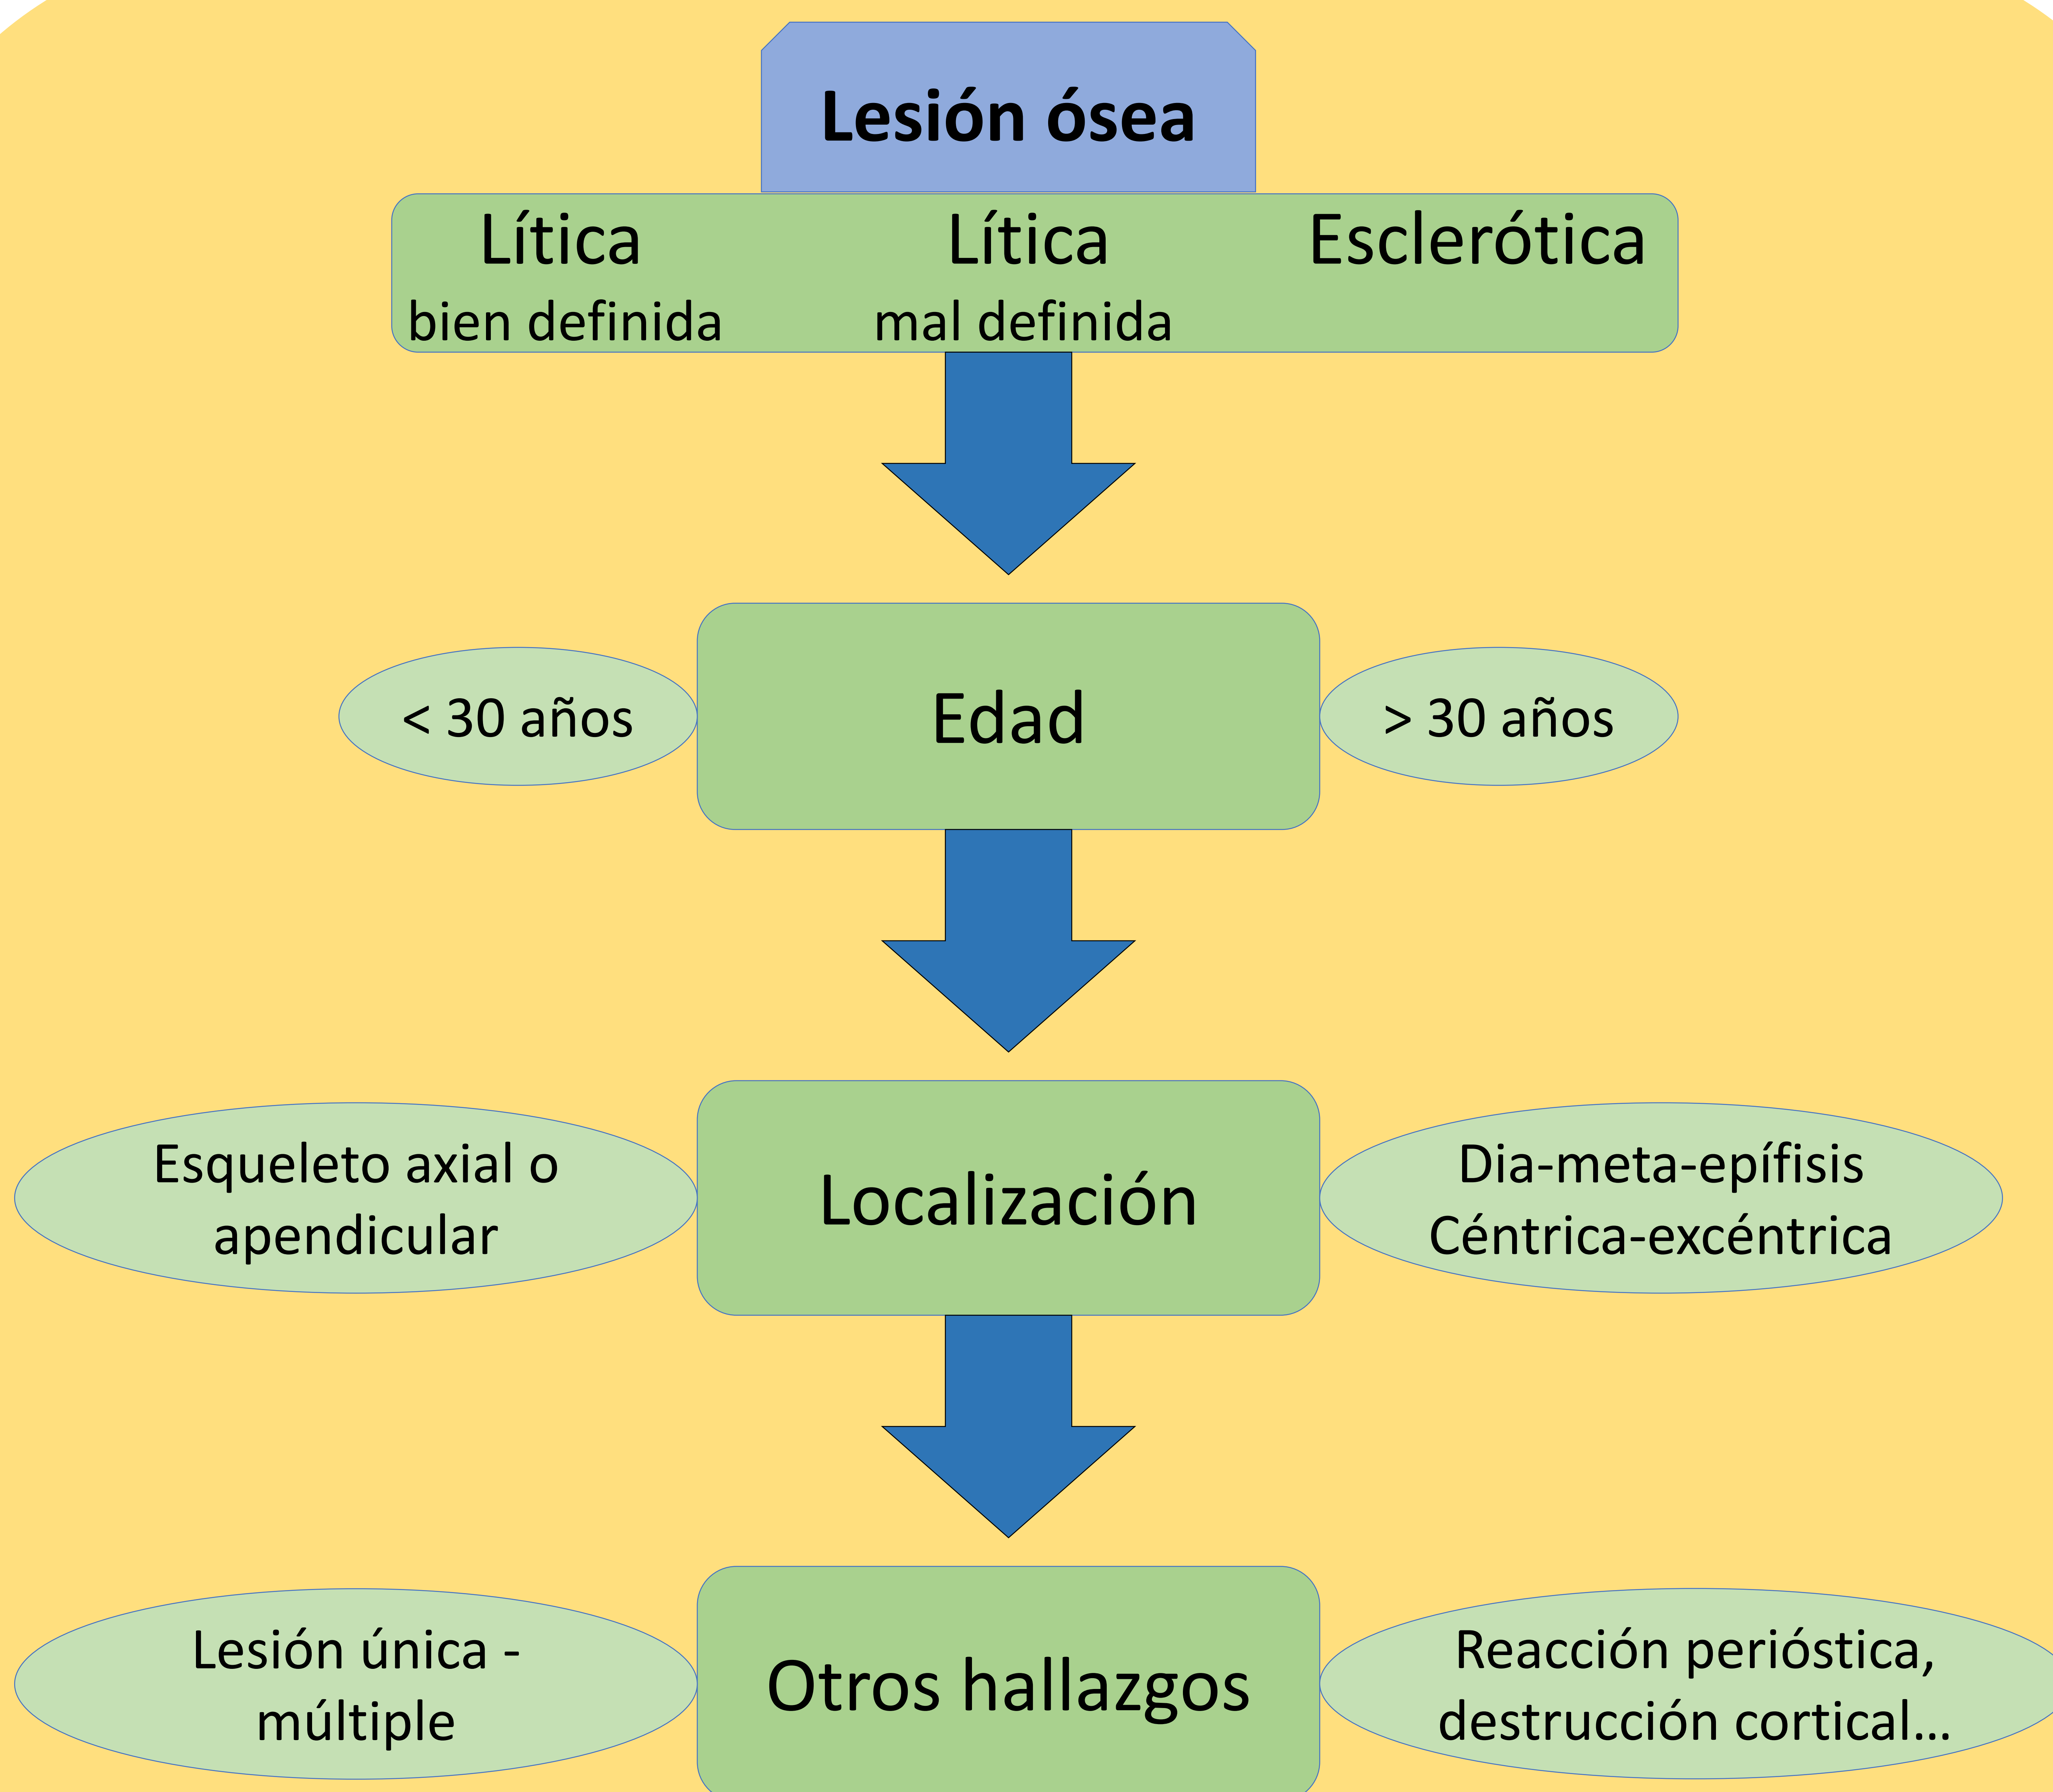 Lesión ósea
Lítica Lítica Esclerótica
bien definida mal definida
< 30 años Edad > 30 años
Esqueleto axial o
apendicular
Localización
Dia-meta-epífisis
Céntrica-excéntrica
Lesión única -
múltiple
Otros hallazgos
Reacción perióstica,
destrucción cortical...